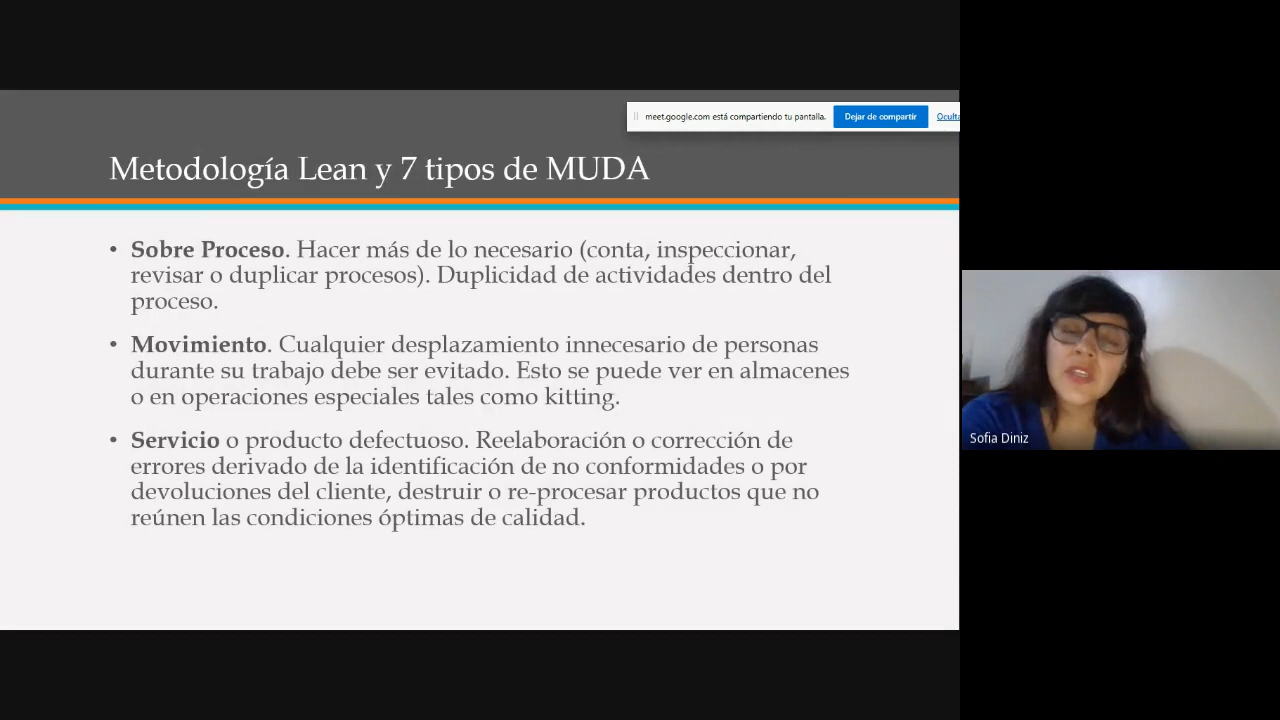 meet.google.com está compartiendo tu pantalla.
Dejar de compartir
Metodología Lean y 7 tipos de MUDA
• Sobre Proceso. Hacer más de lo necesario (conta, inspeccionar,
revisar o duplicar procesos). Duplicidad de actividades dentro del
proceso.
• Movimiento. Cualquier desplazamiento innecesario de personas
durante su trabajo debe ser evitado. Esto se puede ver en almacenes
o en operaciones especiales tales como kitting.
• Servicio o producto defectuoso. Reelaboración o corrección de
errores derivado de la identificación de no conformidades o por
devoluciones del cliente, destruir o re-procesar productos que no
reúnen las condiciones óptimas de calidad.
Sofia Diniz